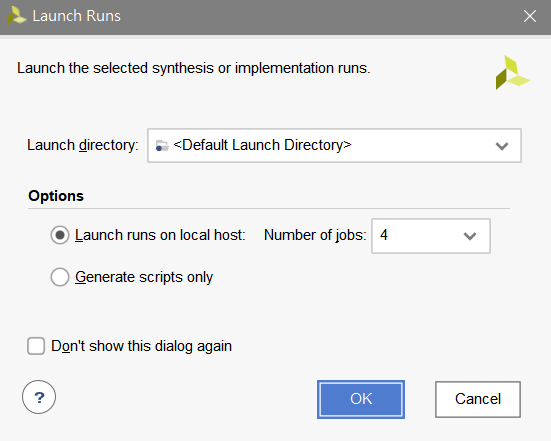 Launch Runs
Launch the selected synthesis or implementation runs.
Launch directory: <Default Launch Directory>
Options
Launch runs on local host: Number of jobs: 4
Generate scripts only
Don't show this dialog again
? OK Cancel